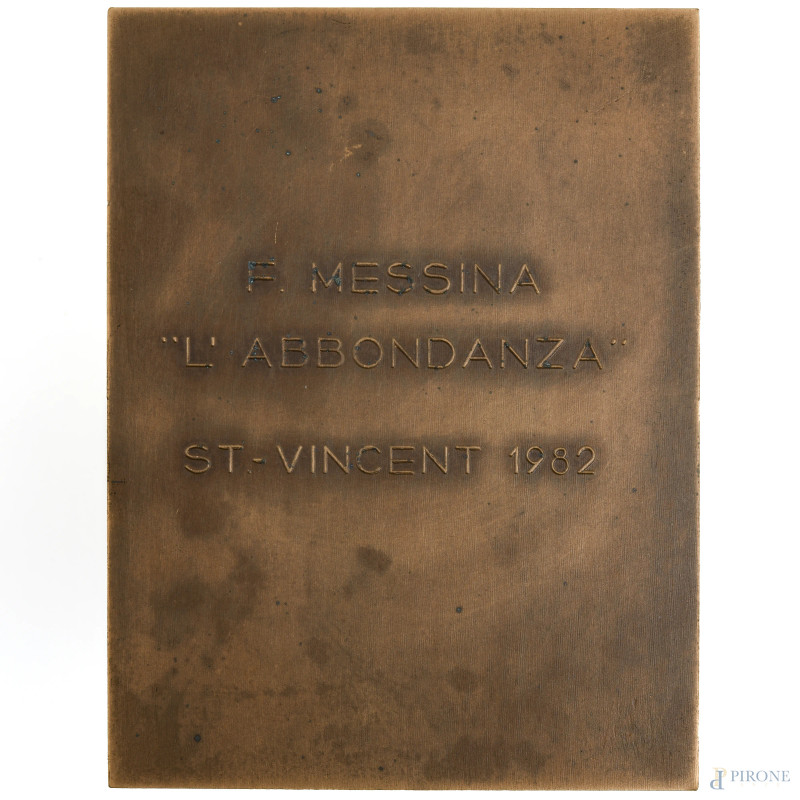 F. MESSINA
"L' ABBONDANZA"
ST.-VINCENT 1982
PIRONE